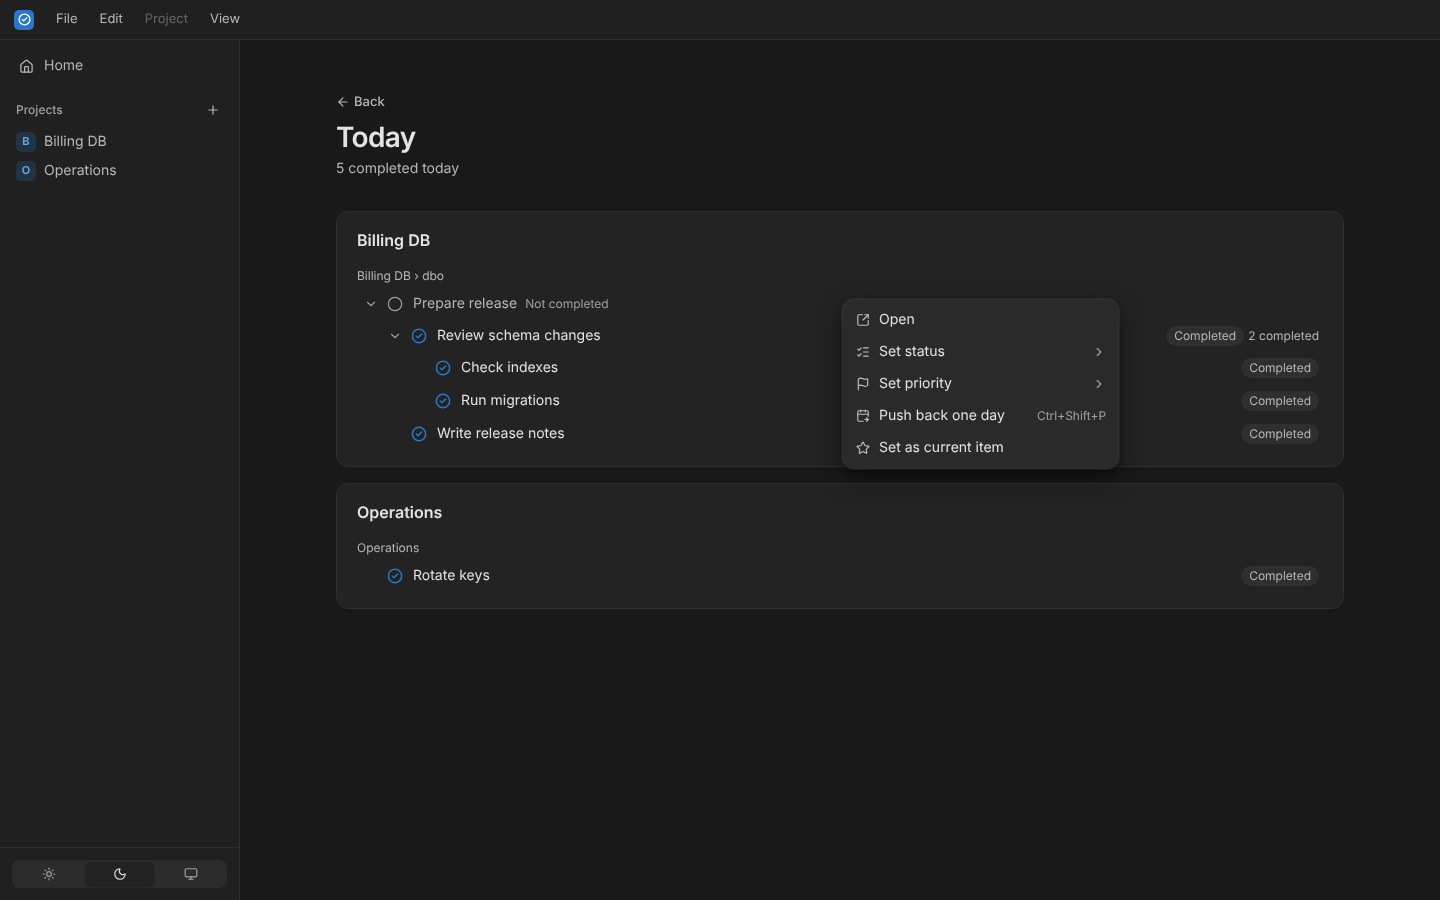 File Edit Project View
Home
Projects
B Billing DB
O Operations
Back
Today
5 completed today
Billing DB
Billing DB › dbo
Prepare release Not completed
Review schema changes Completed 2 completed
Check indexes Completed
Run migrations Completed
Write release notes Completed
Open
Set status
Set priority
Push back one day Ctrl+Shift+P
Set as current item
Operations
Operations
Rotate keys Completed